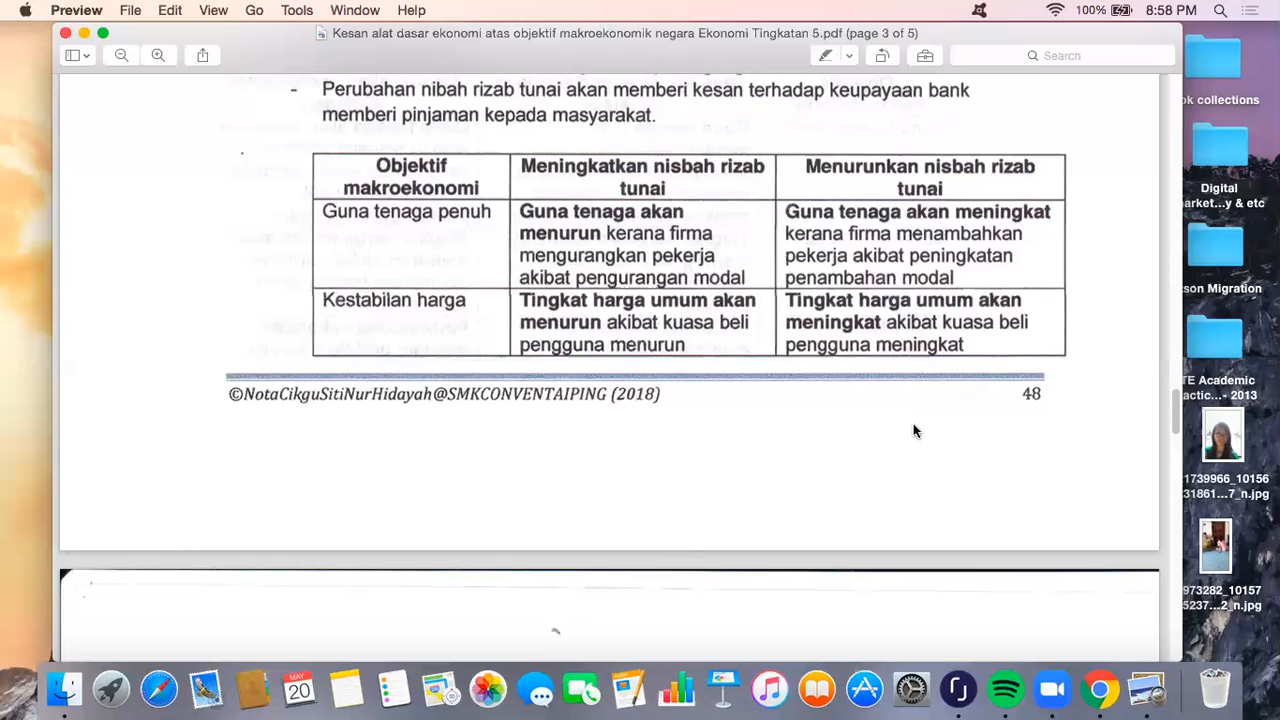 Preview File Edit View Go Tools Window Help 100% 8:58 PM
Kesan alat dasar ekonomi atas objektif makroekonomik negara Ekonomi Tingkatan 5.pdf (page 3 of 5)
Search
- Perubahan nibah rizab tunai akan memberi kesan terhadap keupayaan bank
memberi pinjaman kepada masyarakat.
Objektif
makroekonomi
Meningkatkan nisbah rizab
tunai
Menurunkan nisbah rizab
tunai
Guna tenaga penuh
Guna tenaga akan
menurun kerana firma
mengurangkan pekerja
akibat pengurangan modal
Guna tenaga akan meningkat
kerana firma menambahkan
pekerja akibat peningkatan
penambahan modal
Kestabilan harga
Tingkat harga umum akan
menurun akibat kuasa beli
pengguna menurun
Tingkat harga umum akan
meningkat akibat kuasa beli
pengguna meningkat
©NotaCikguSitiNurHidayah@SMKCONVENTAIPING (2018) 48
ok collections
Digital
market...y & etc
son Migration
TE Academic
actic...- 2013
1739966_10156
31861...7_n.jpg
973282_10157
5237...2_n.jpg
MAY
20